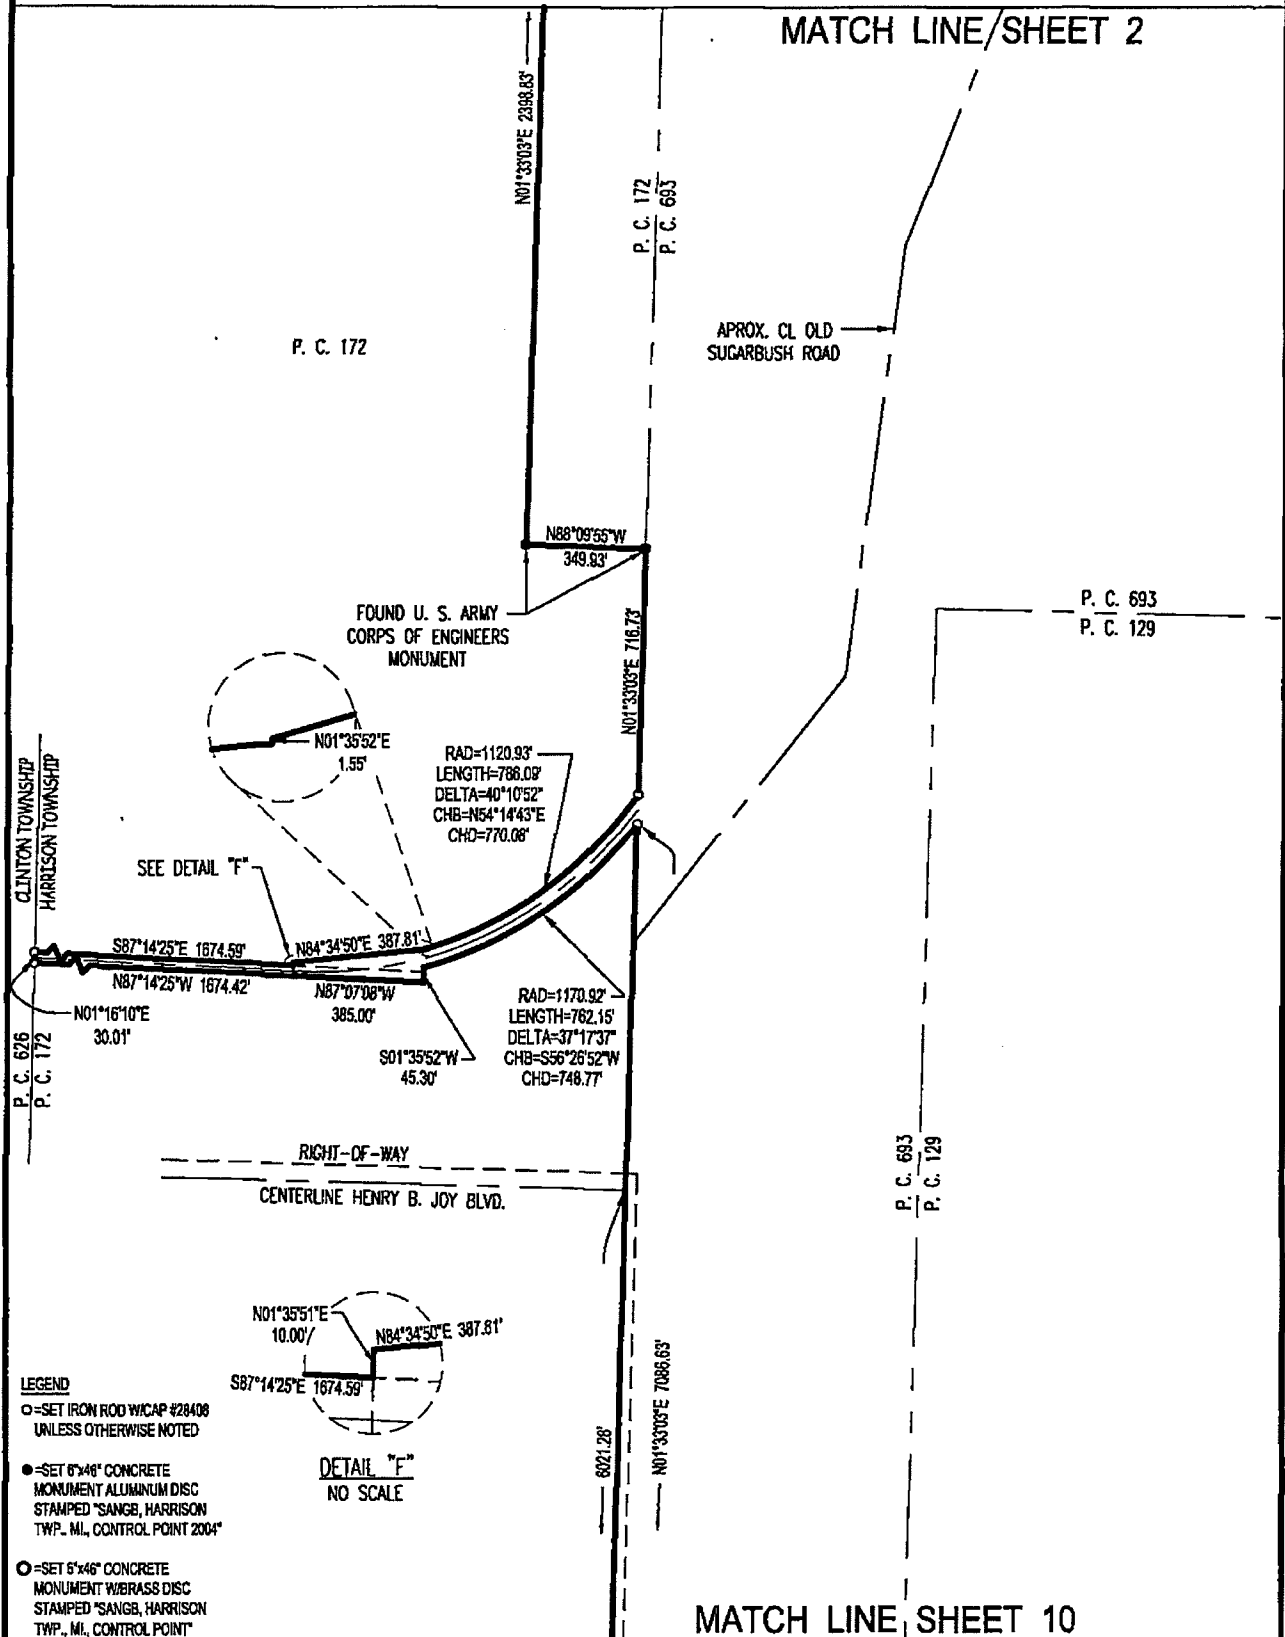 MATCH LINE/SHEET 2
N01°33'03"E 2398.83'
P. C. 172
P. C. 693
P. C. 172
APROX. CL OLD
SUGARBUSH ROAD
N88°09'55"W
349.93'
FOUND U. S. ARMY
CORPS OF ENGINEERS
MONUMENT
P. C. 693
P. C. 129
N01°33'03"E 716.73'
N01°35'52"E
1.55'
RAD=1120.93'
LENGTH=786.09'
DELTA=40°10'52"
CHB=N54°14'43"E
CHD=770.08'
CLINTON TOWNSHIP
HARRISON TOWNSHIP
SEE DETAIL "F"
S87°14'25"E 1674.59'
N84°34'50"E 387.81'
N87°14'25"W 1674.42'
N87°07'08"W
385.00'
N01°16'10"E
30.01'
RAD=1170.92'
LENGTH=762.15'
DELTA=37°17'37"
CHB=S56°26'52"W
CHD=748.77'
S01°35'52"W
45.30'
P. C. 626
P. C. 172
RIGHT-OF-WAY
CENTERLINE HENRY B. JOY BLVD.
P. C. 693
P. C. 129
N01°35'51"E
10.00'
N84°34'50"E 387.81'
S87°14'25"E 1674.59'
DETAIL "F"
NO SCALE
6021.28'
N01°33'03"E 7086.63'
LEGEND
O=SET IRON ROD W/CAP #28408
UNLESS OTHERWISE NOTED
●=SET 6"x46" CONCRETE
MONUMENT ALUMINUM DISC
STAMPED "SANGB, HARRISON
TWP., MI., CONTROL POINT 2004"
O=SET 6"x46" CONCRETE
MONUMENT W/BRASS DISC
STAMPED "SANGB, HARRISON
TWP., MI., CONTROL POINT"
MATCH LINE SHEET 10